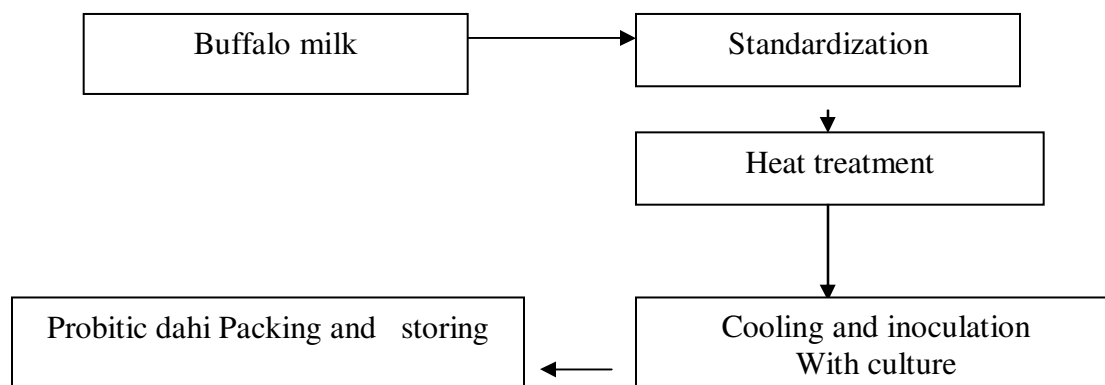 Buffalo milk
Standardization
Heat treatment
Cooling and inoculation
With culture
Probitic dahi Packing and storing